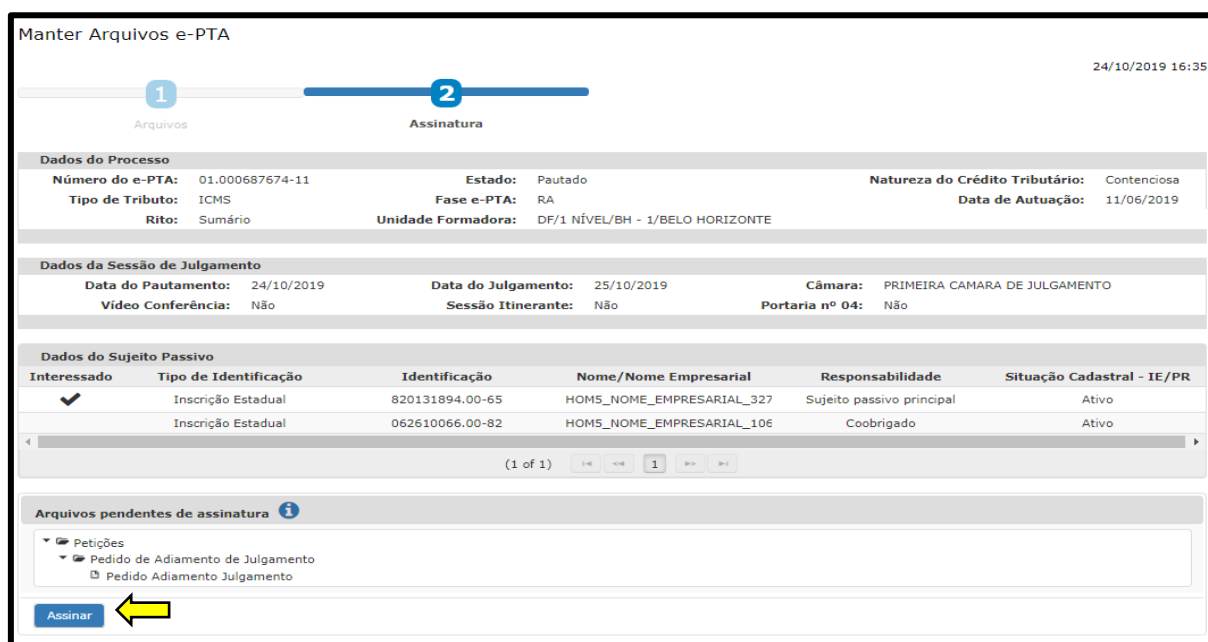 Manter Arquivos e-PTA
24/10/2019 16:35
1 2
Arquivos Assinatura
Dados do Processo
Número do e-PTA: 01.000687674-11 Estado: Pautado Natureza do Crédito Tributário: Contenciosa
Tipo de Tributo: ICMS Fase e-PTA: RA Data de Autuação: 11/06/2019
Rito: Sumário Unidade Formadora: DF/1 NÍVEL/BH - 1/BELO HORIZONTE
Dados da Sessão de Julgamento
Data do Pautamento: 24/10/2019 Data do Julgamento: 25/10/2019 Câmara: PRIMEIRA CAMARA DE JULGAMENTO
Vídeo Conferência: Não Sessão Itinerante: Não Portaria nº 04: Não
Dados do Sujeito Passivo
Interessado Tipo de Identificação Identificação Nome/Nome Empresarial Responsabilidade Situação Cadastral - IE/PR
Inscrição Estadual 820131894.00-65 HOM5_NOME_EMPRESARIAL_327 Sujeito passivo principal Ativo
Inscrição Estadual 062610066.00-82 HOM5_NOME_EMPRESARIAL_106 Coobrigado Ativo
(1 of 1) 1
Arquivos pendentes de assinatura
Petições
Pedido de Adiamento de Julgamento
Pedido Adiamento Julgamento
Assinar